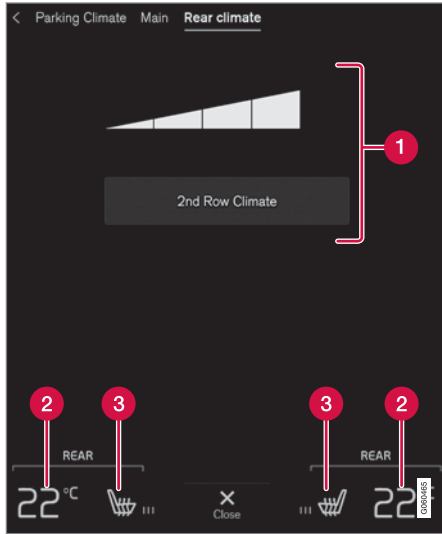 < Parking Climate Main Rear climate
1
2nd Row Climate
2 3 3 2
REAR REAR
22°C 22°
Close
G060465